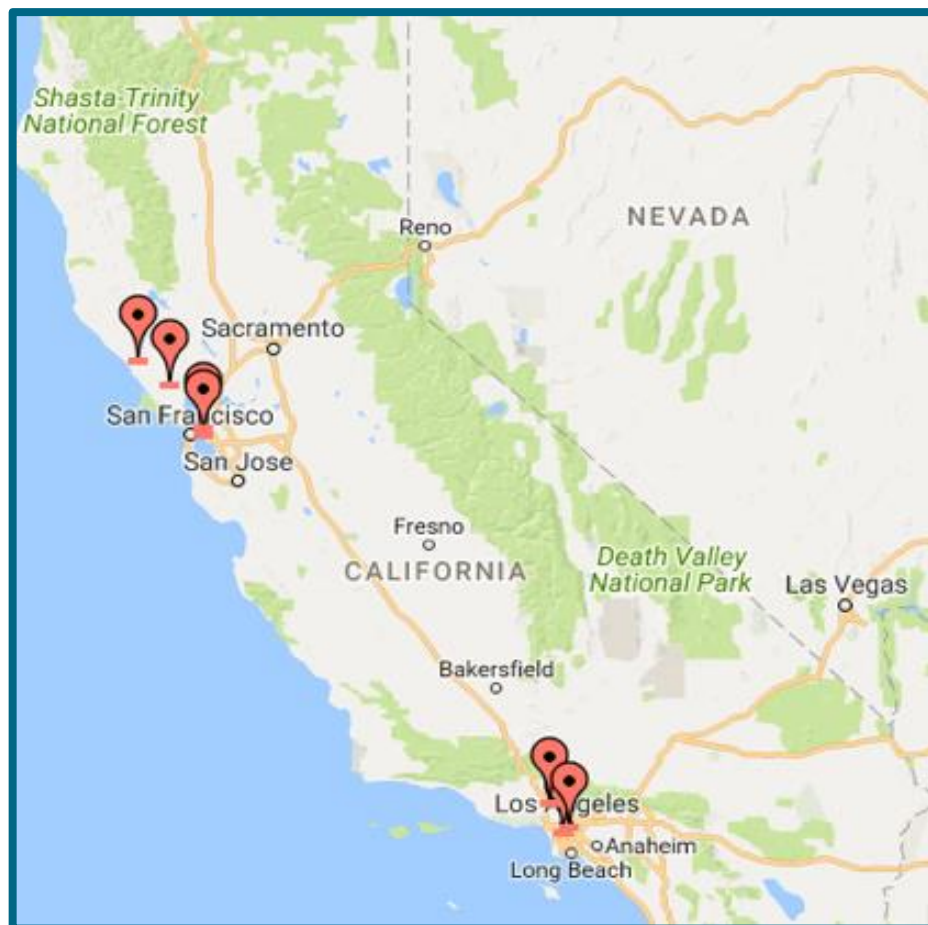 Shasta-Trinity
National Forest
NEVADA
Reno
Sacramento
San Francisco
San Jose
Fresno
CALIFORNIA
Death Valley
National Park
Las Vegas
Bakersfield
Los Angeles
Anaheim
Long Beach